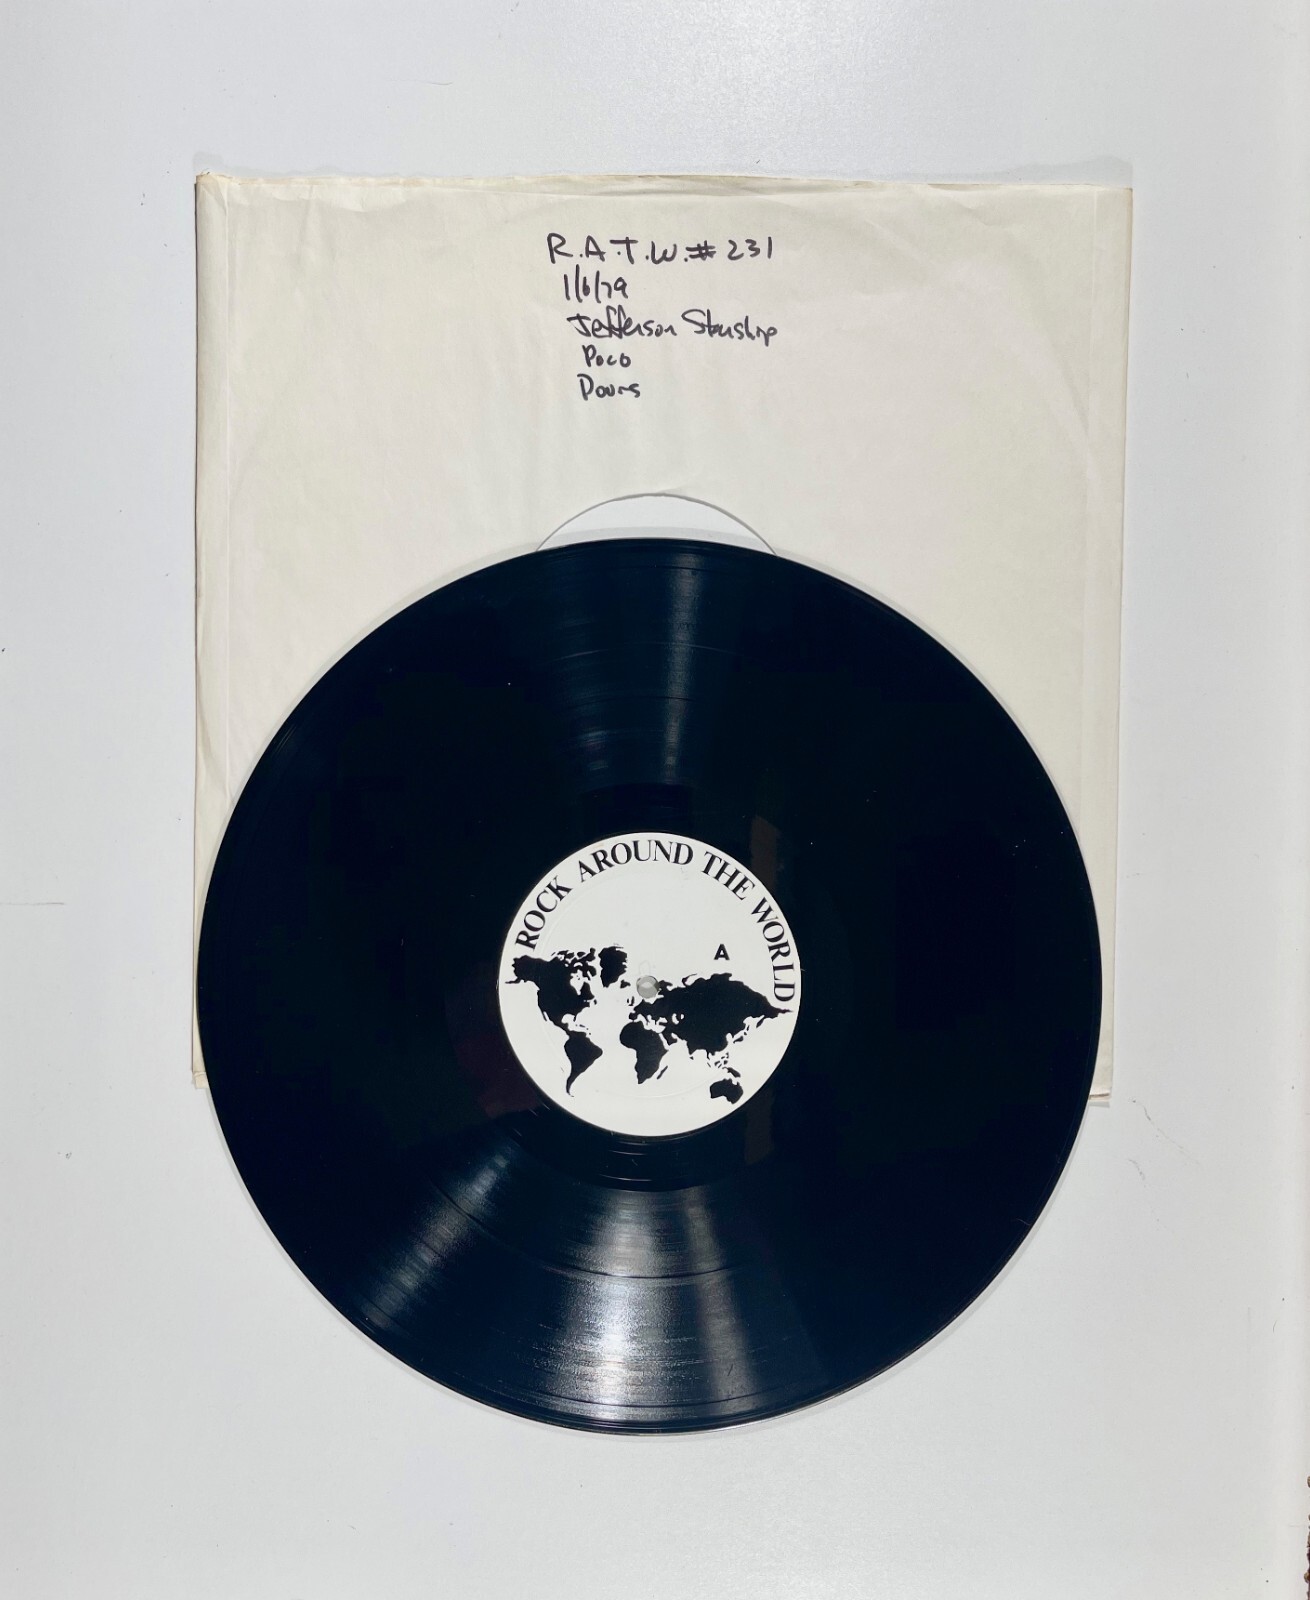 R.A.T.W. # 231
1/6/79
Jefferson Starship
Poco
Doors
ROCK AROUND THE WORLD
A